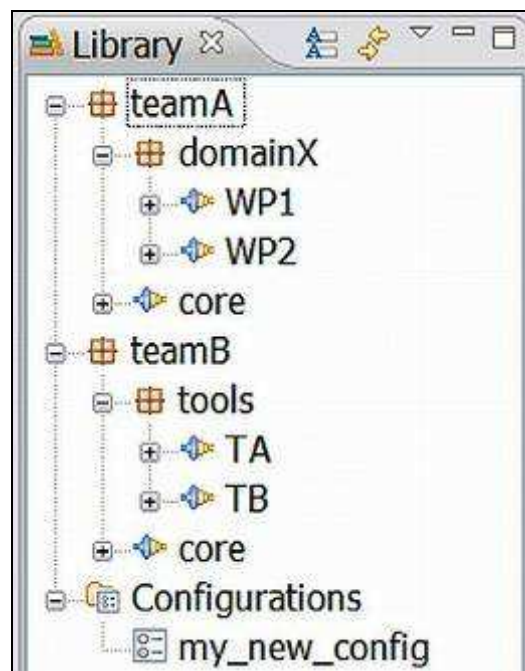 Library
teamA
domainX
WP1
WP2
core
teamB
tools
TA
TB
core
Configurations
my_new_config